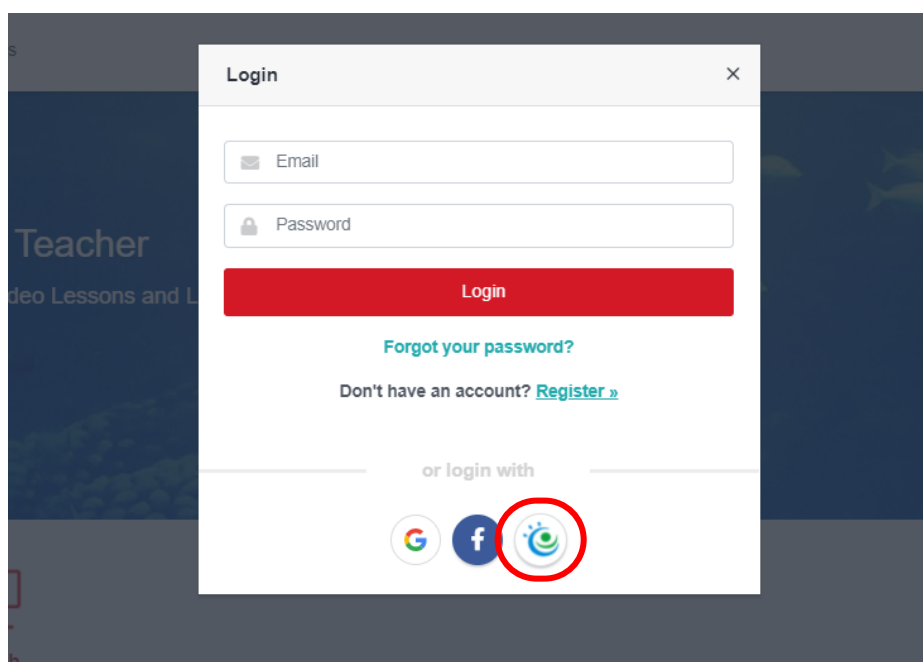 s
Login
Email
Password
Teacher
deo Lessons and L
Login
Forgot your password?
Don't have an account? Register »
or login with